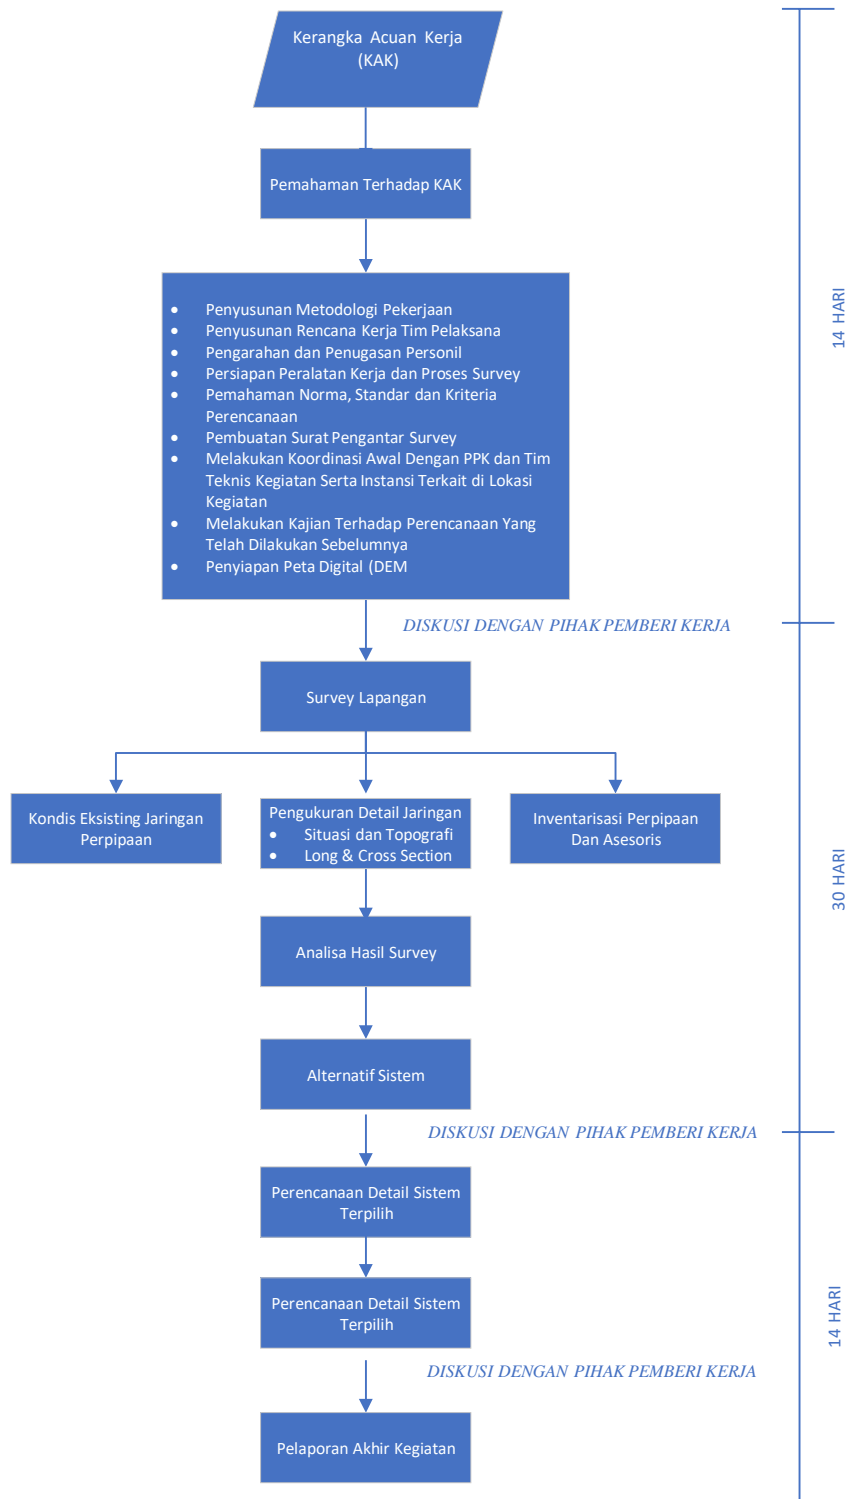 Kerangka Acuan Kerja
(KAK)
Pemahaman Terhadap KAK
• Penyusunan Metodologi Pekerjaan
• Penyusunan Rencana Kerja Tim Pelaksana
• Pengarahan dan Penugasan Personil
• Persiapan Peralatan Kerja dan Proses Survey
• Pemahaman Norma, Standar dan Kriteria
Perencanaan
• Pembuatan Surat Pengantar Survey
• Melakukan Koordinasi Awal Dengan PPK dan Tim
Teknis Kegiatan Serta Instansi Terkait di Lokasi
Kegiatan
• Melakukan Kajian Terhadap Perencanaan Yang
Telah Dilakukan Sebelumnya
• Penyiapan Peta Digital (DEM
14 HARI
DISKUSI DENGAN PIHAK PEMBERI KERJA
Survey Lapangan
Kondis Eksisting Jaringan
Perpipaan
Pengukuran Detail Jaringan
• Situasi dan Topografi
• Long & Cross Section
Inventarisasi Perpipaan
Dan Asesoris
30 HARI
Analisa Hasil Survey
Alternatif Sistem
DISKUSI DENGAN PIHAK PEMBERI KERJA
Perencanaan Detail Sistem
Terpilih
Perencanaan Detail Sistem
Terpilih
14 HARI
DISKUSI DENGAN PIHAK PEMBERI KERJA
Pelaporan Akhir Kegiatan